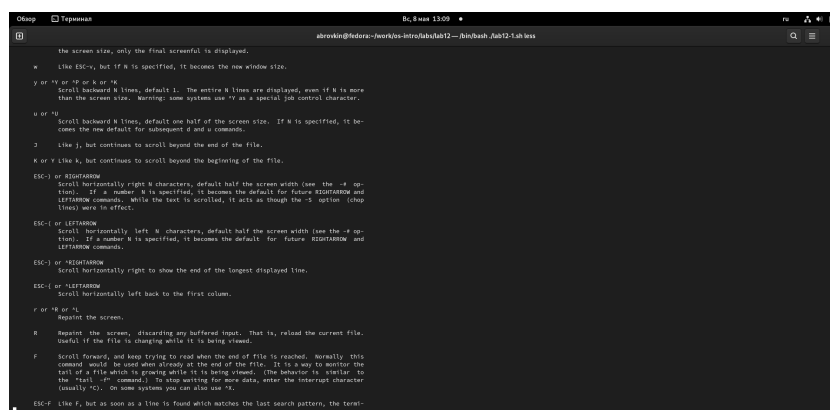 Обзор Терминал Вс, 8 мая 13:09 ru
abrovkin@fedora:~/work/os-intro/labs/lab12 — /bin/bash ./lab12-1.sh less
the screen size, only the final screenful is displayed.
w Like ESC-v, but if N is specified, it becomes the new window size.
y or ^Y or ^P or k or ^K
Scroll backward N lines, default 1. The entire N lines are displayed, even if N is more
than the screen size. Warning: some systems use ^Y as a special job control character.
u or ^U
Scroll backward N lines, default one half of the screen size. If N is specified, it be-
comes the new default for subsequent d and u commands.
J Like j, but continues to scroll beyond the end of the file.
K or Y Like k, but continues to scroll beyond the beginning of the file.
ESC-) or RIGHTARROW
Scroll horizontally right N characters, default half the screen width (see the -# op-
tion). If a number N is specified, it becomes the default for future RIGHTARROW and
LEFTARROW commands. While the text is scrolled, it acts as though the -S option (chop
lines) were in effect.
ESC-( or LEFTARROW
Scroll horizontally left N characters, default half the screen width (see the -# op-
tion). If a number N is specified, it becomes the default for future RIGHTARROW and
LEFTARROW commands.
ESC-} or ^RIGHTARROW
Scroll horizontally right to show the end of the longest displayed line.
ESC-{ or ^LEFTARROW
Scroll horizontally left back to the first column.
r or ^R or ^L
Repaint the screen.
R Repaint the screen, discarding any buffered input. That is, reload the current file.
Useful if the file is changing while it is being viewed.
F Scroll forward, and keep trying to read when the end of file is reached. Normally this
command would be used when already at the end of the file. It is a way to monitor the
tail of a file which is growing while it is being viewed. (The behavior is similar to
the "tail -f" command.) To stop waiting for more data, enter the interrupt character
(usually ^C). On some systems you can also use ^X.
ESC-F Like F, but as soon as a line is found which matches the last search pattern, the termi-